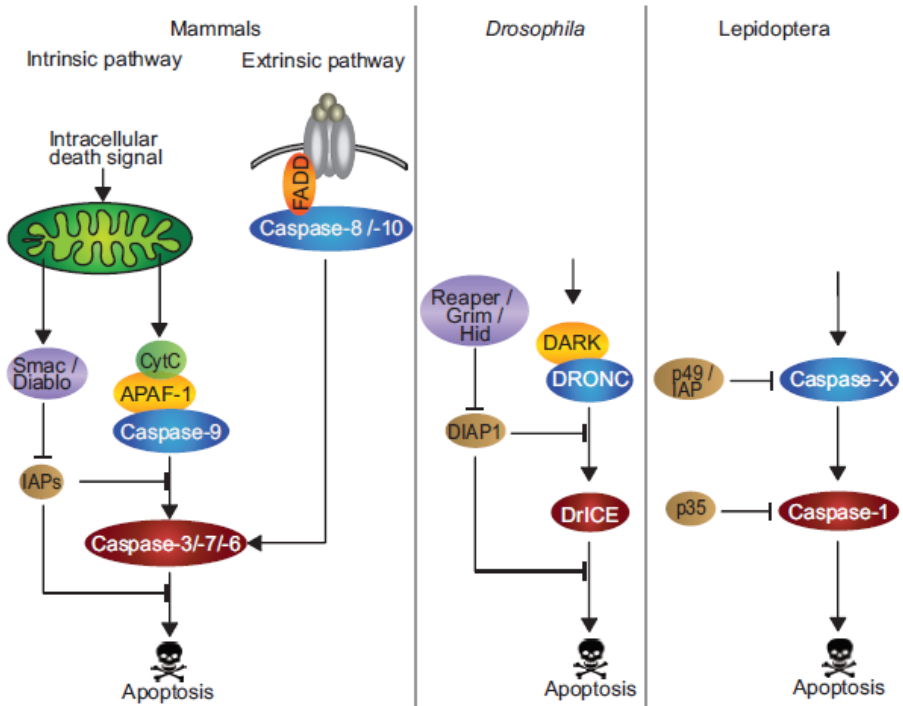 Mammals
Intrinsic pathway
Extrinsic pathway
Intracellular
death signal
FADD
Caspase-8 /-10
Smac /
Diablo
CytC
APAF-1
Caspase-9
IAPs
Caspase-3/-7/-6
Apoptosis
Drosophila
Reaper /
Grim /
Hid
DARK
DRONC
DIAP1
DrICE
Apoptosis
Lepidoptera
p49 /
IAP
Caspase-X
p35
Caspase-1
Apoptosis